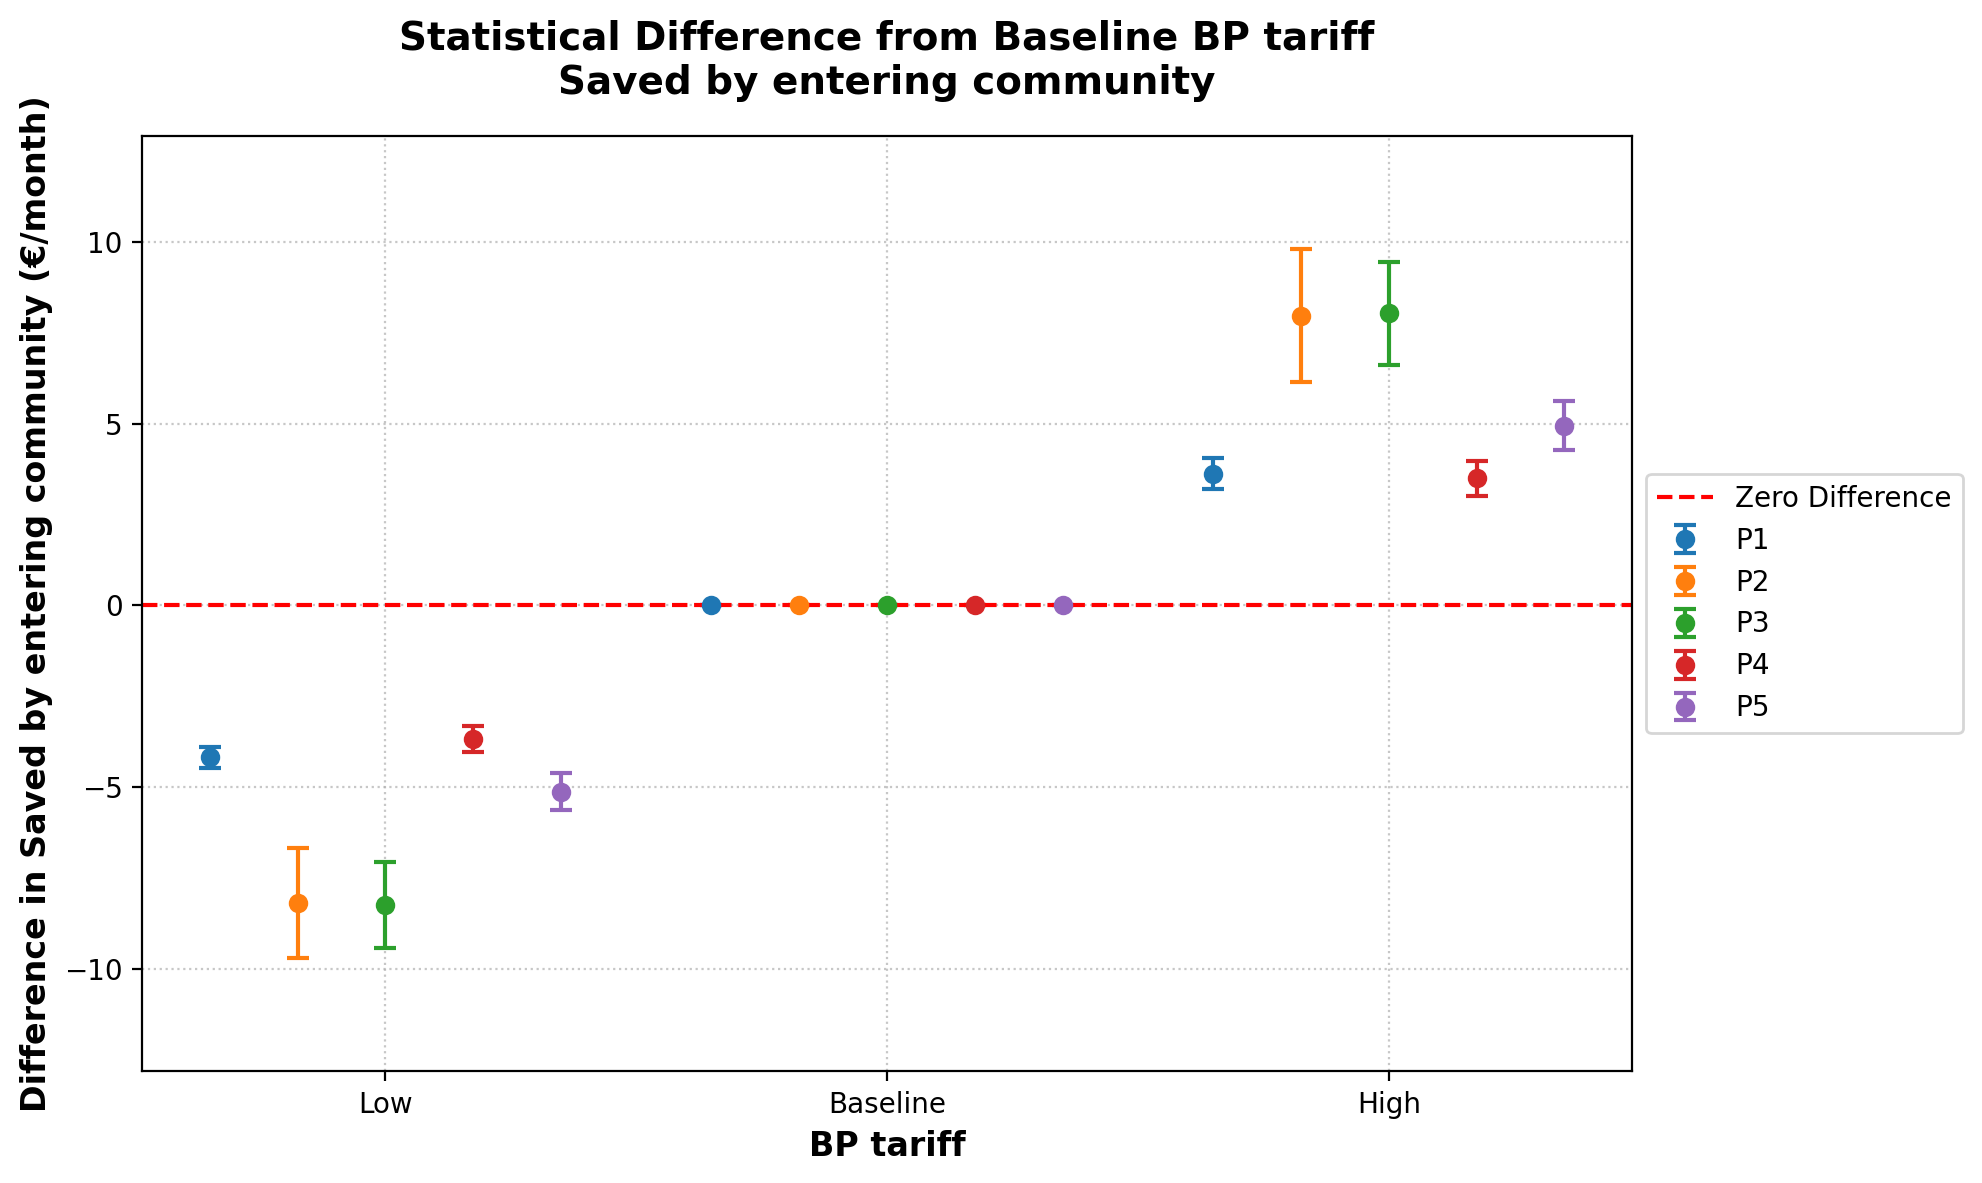 Statistical Difference from Baseline BP tariff
Saved by entering community
Difference in Saved by entering community (€/month)
10
5
0
−5
−10
Low
Baseline
High
BP tariff
Zero Difference
P1
P2
P3
P4
P5